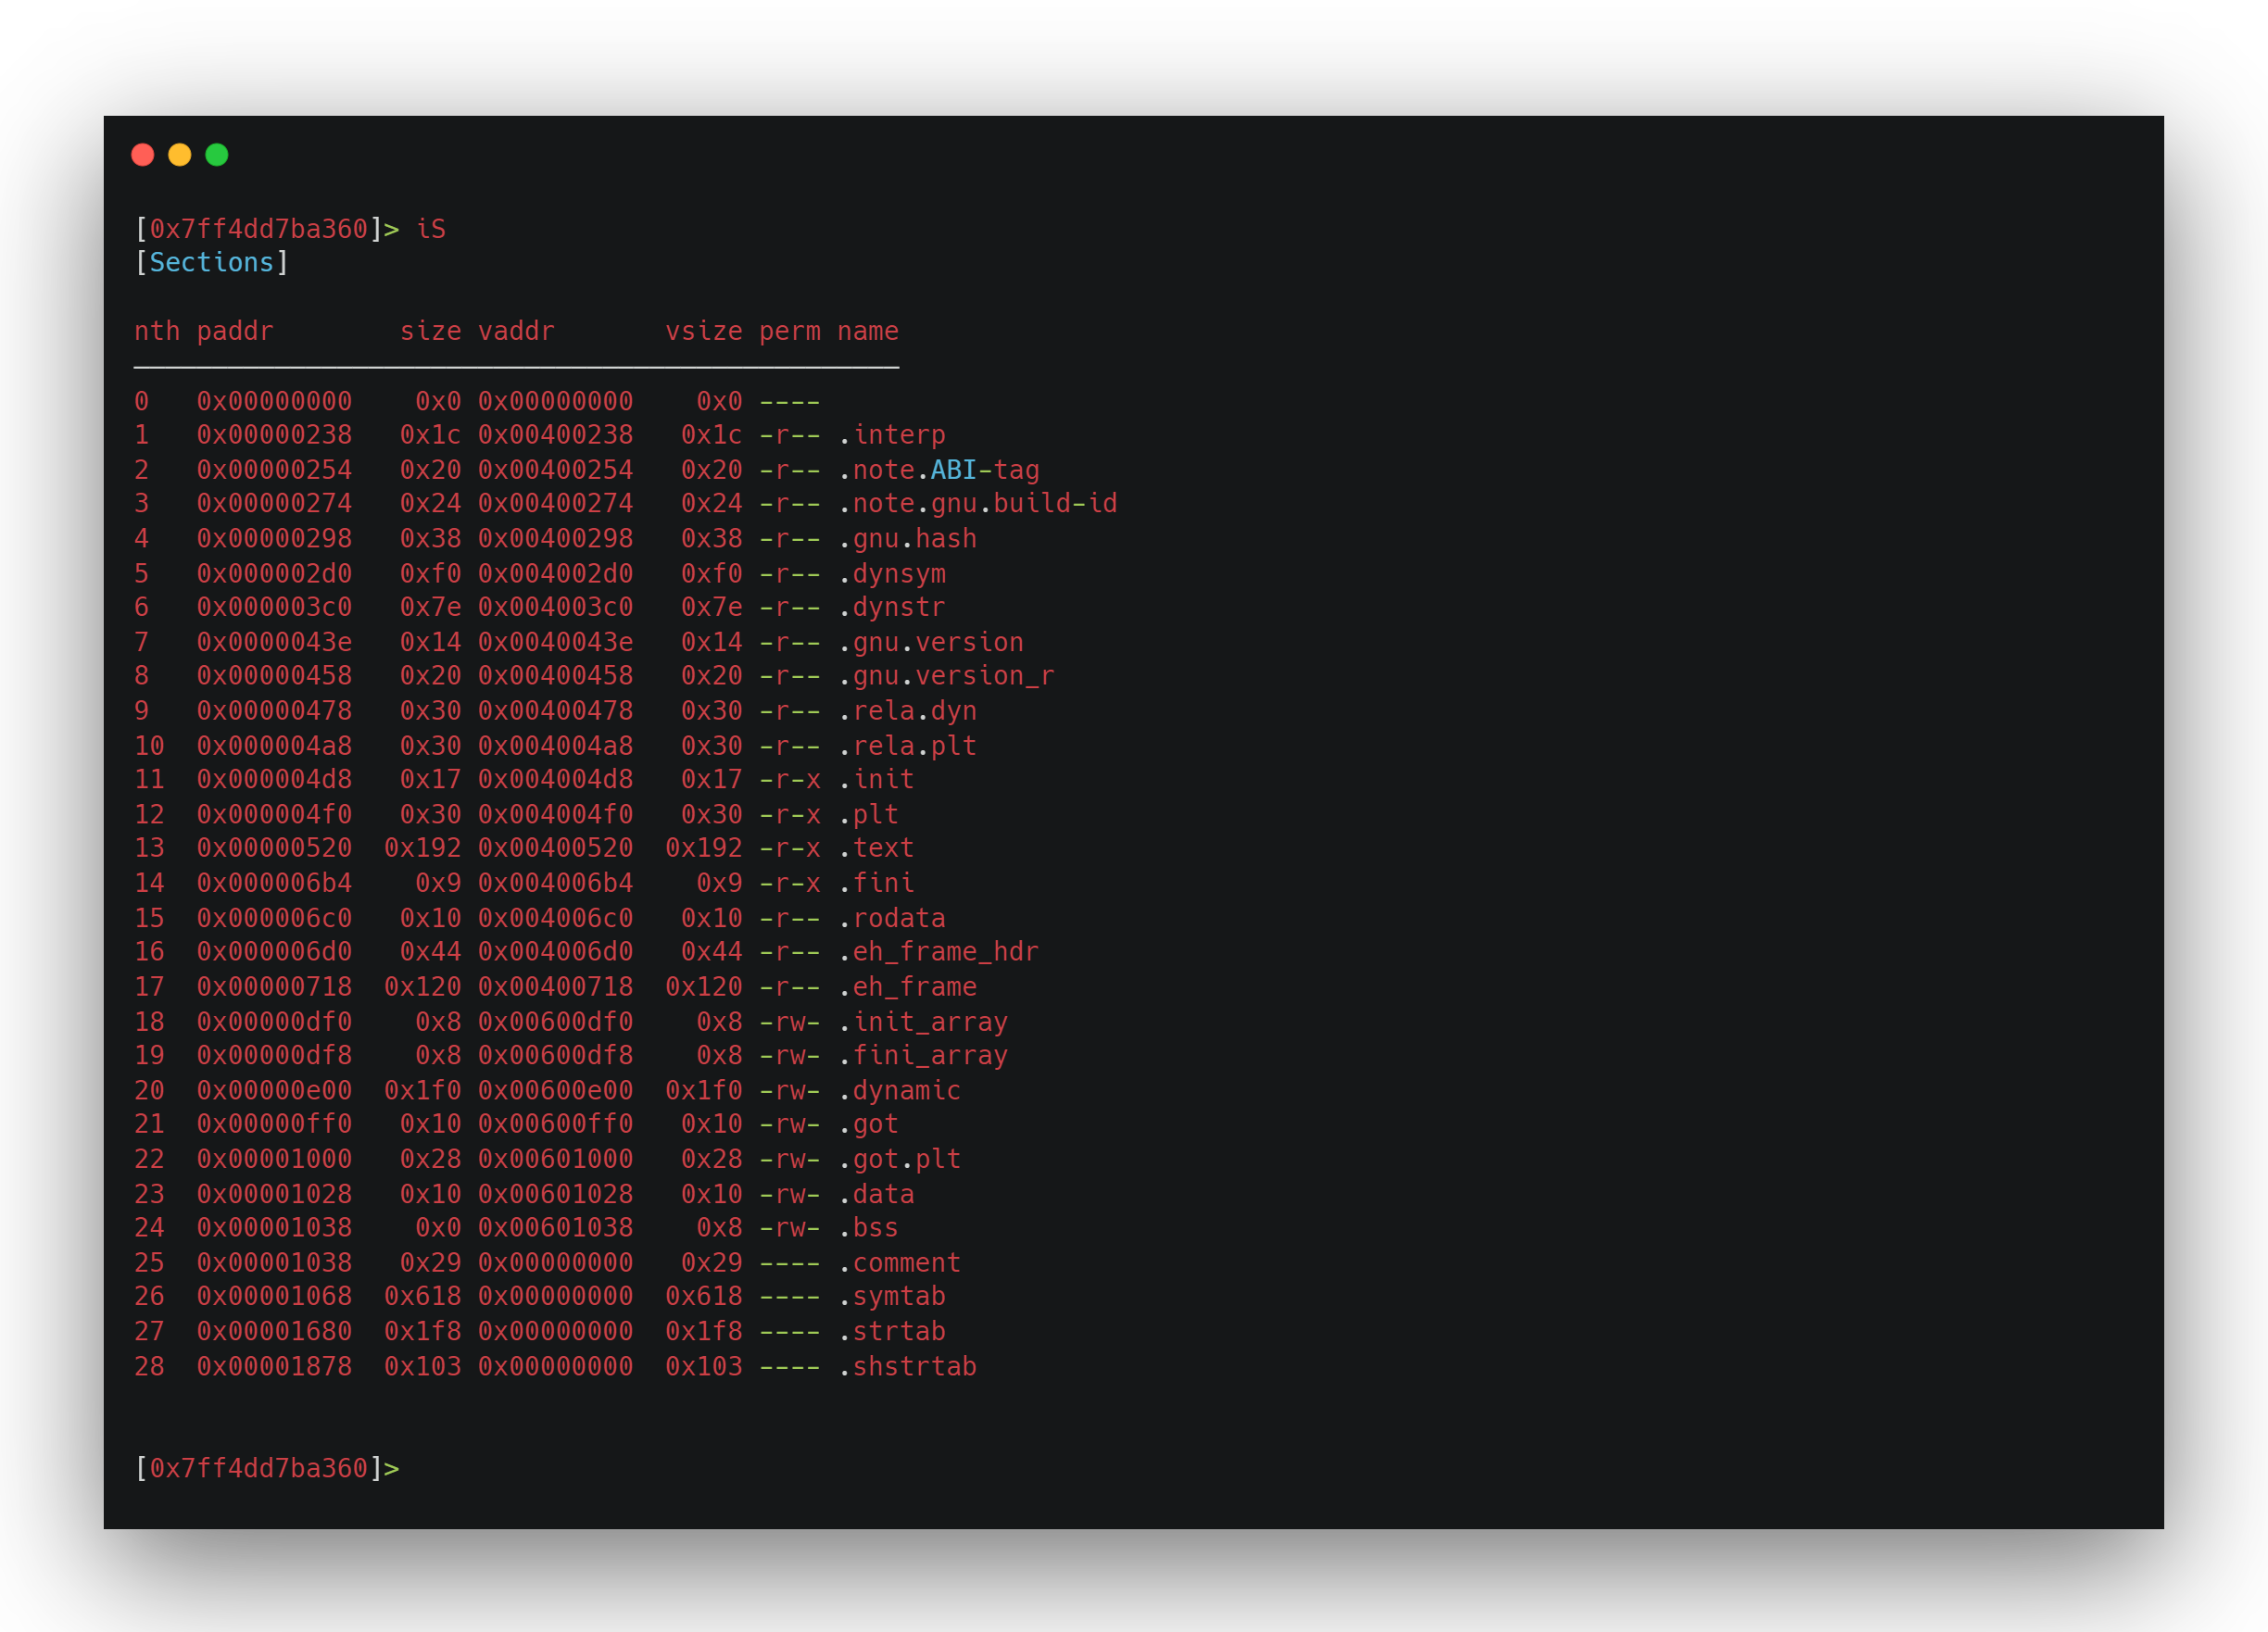 [0x7ff4dd7ba360]> iS
[Sections]
nth paddr        size vaddr       vsize perm name
―――――――――――――――――――――――――――――――――――――――――――――――――
0   0x00000000    0x0 0x00000000    0x0 ----
1   0x00000238   0x1c 0x00400238   0x1c -r-- .interp
2   0x00000254   0x20 0x00400254   0x20 -r-- .note.ABI-tag
3   0x00000274   0x24 0x00400274   0x24 -r-- .note.gnu.build-id
4   0x00000298   0x38 0x00400298   0x38 -r-- .gnu.hash
5   0x000002d0   0xf0 0x004002d0   0xf0 -r-- .dynsym
6   0x000003c0   0x7e 0x004003c0   0x7e -r-- .dynstr
7   0x0000043e   0x14 0x0040043e   0x14 -r-- .gnu.version
8   0x00000458   0x20 0x00400458   0x20 -r-- .gnu.version_r
9   0x00000478   0x30 0x00400478   0x30 -r-- .rela.dyn
10  0x000004a8   0x30 0x004004a8   0x30 -r-- .rela.plt
11  0x000004d8   0x17 0x004004d8   0x17 -r-x .init
12  0x000004f0   0x30 0x004004f0   0x30 -r-x .plt
13  0x00000520  0x192 0x00400520  0x192 -r-x .text
14  0x000006b4    0x9 0x004006b4    0x9 -r-x .fini
15  0x000006c0   0x10 0x004006c0   0x10 -r-- .rodata
16  0x000006d0   0x44 0x004006d0   0x44 -r-- .eh_frame_hdr
17  0x00000718  0x120 0x00400718  0x120 -r-- .eh_frame
18  0x00000df0    0x8 0x00600df0    0x8 -rw- .init_array
19  0x00000df8    0x8 0x00600df8    0x8 -rw- .fini_array
20  0x00000e00  0x1f0 0x00600e00  0x1f0 -rw- .dynamic
21  0x00000ff0   0x10 0x00600ff0   0x10 -rw- .got
22  0x00001000   0x28 0x00601000   0x28 -rw- .got.plt
23  0x00001028   0x10 0x00601028   0x10 -rw- .data
24  0x00001038    0x0 0x00601038    0x8 -rw- .bss
25  0x00001038   0x29 0x00000000   0x29 ---- .comment
26  0x00001068  0x618 0x00000000  0x618 ---- .symtab
27  0x00001680  0x1f8 0x00000000  0x1f8 ---- .strtab
28  0x00001878  0x103 0x00000000  0x103 ---- .shstrtab
[0x7ff4dd7ba360]>